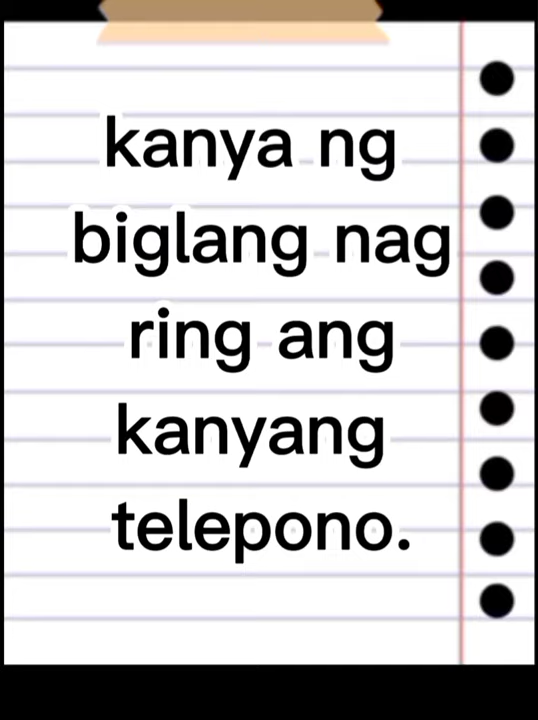 kanya ng
biglang nag
ring ang
kanyang
telepono.